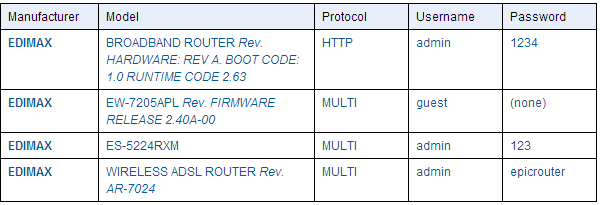 Manufacturer Model Protocol Username Password
EDIMAX BROADBAND ROUTER Rev. HTTP admin 1234
HARDWARE: REV A. BOOT CODE:
1.0 RUNTIME CODE 2.63
EDIMAX EW-7205APL Rev. FIRMWARE MULTI guest (none)
RELEASE 2.40A-00
EDIMAX ES-5224RXM MULTI admin 123
EDIMAX WIRELESS ADSL ROUTER Rev. MULTI admin epicrouter
AR-7024